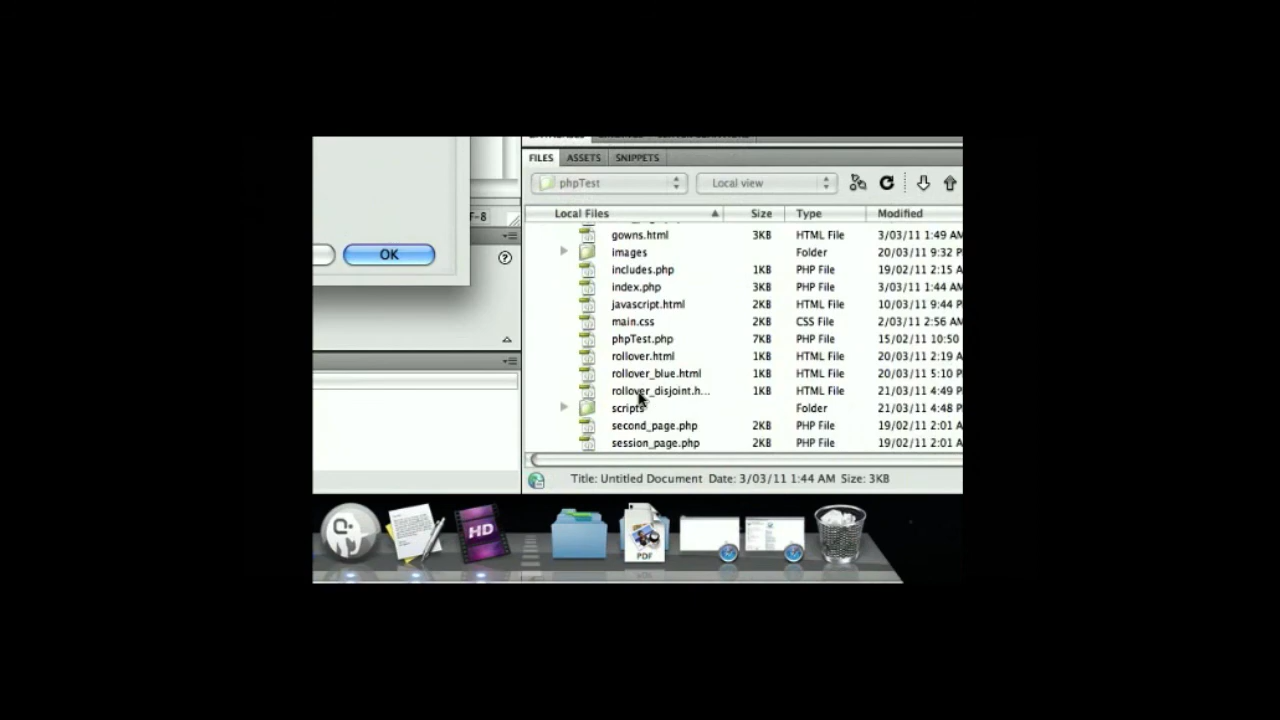 FILES ASSETS SNIPPETS
phpTest Local view
F-8
Local Files Size Type Modified
gowns.html 3KB HTML File 3/03/11 1:49 AM
OK
images Folder 20/03/11 9:32 P
includes.php 1KB PHP File 19/02/11 2:15 A
index.php 3KB PHP File 3/03/11 1:44 AM
javascript.html 2KB HTML File 10/03/11 9:44 P
main.css 2KB CSS File 2/03/11 2:56 AM
phpTest.php 7KB PHP File 15/02/11 10:50
rollover.html 1KB HTML File 20/03/11 2:19 A
rollover_blue.html 1KB HTML File 20/03/11 5:10
rollover_disjoint.h... 1KB HTML File 21/03/11 4:49 P
scripts Folder 21/03/11 4:48 P
second_page.php 2KB PHP File 19/02/11 2:01 A
session_page.php 2KB PHP File 19/02/11 2:01 A
Title: Untitled Document Date: 3/03/11 1:44 AM Size: 3KB
HD
PDF